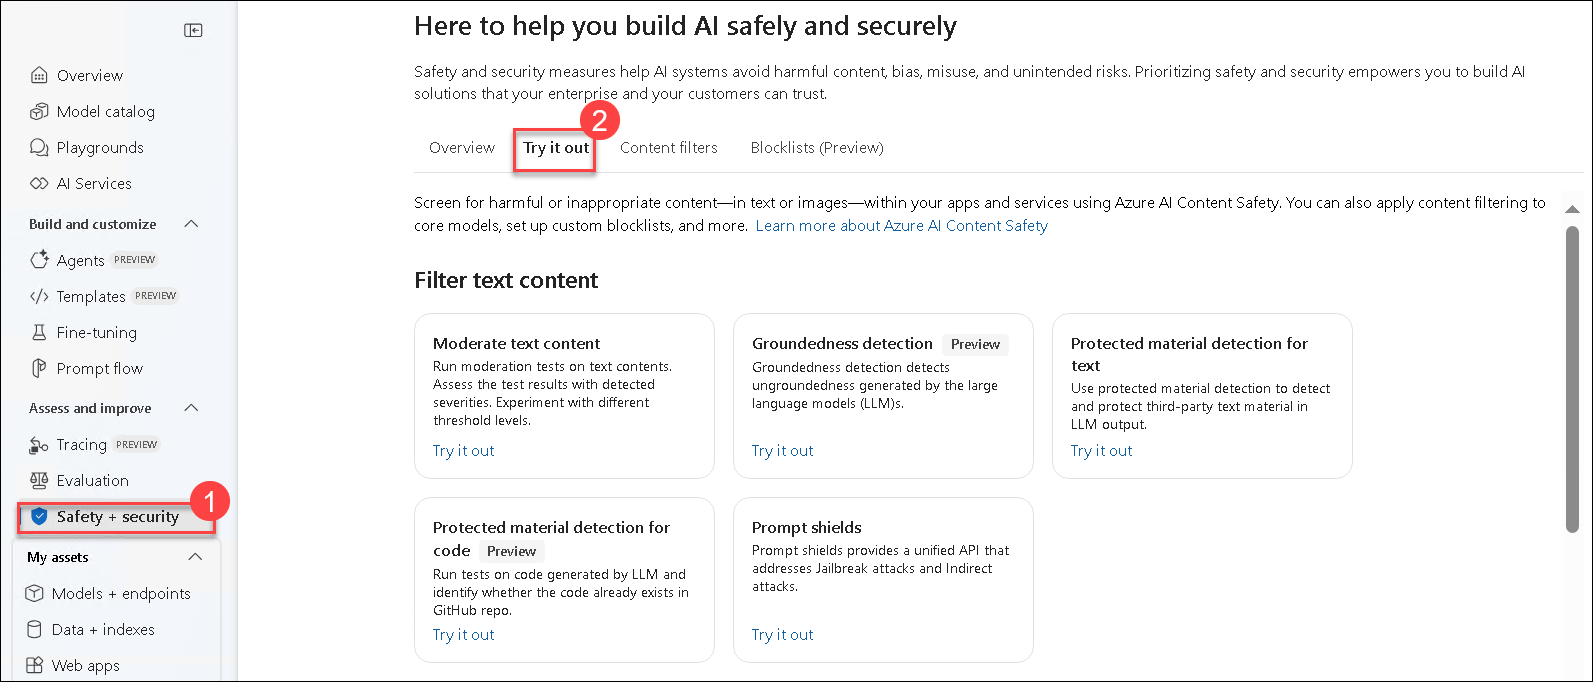 Overview
Model catalog
Playgrounds
AI Services
Build and customize
Agents PREVIEW
Templates PREVIEW
Fine-tuning
Prompt flow
Assess and improve
Tracing PREVIEW
Evaluation
1
Safety + security
My assets
Models + endpoints
Data + indexes
Web apps
Here to help you build AI safely and securely
Safety and security measures help AI systems avoid harmful content, bias, misuse, and unintended risks. Prioritizing safety and security empowers you to build AI
solutions that your enterprise and your customers can trust.
2
Overview Try it out Content filters Blocklists (Preview)
Screen for harmful or inappropriate content—in text or images—within your apps and services using Azure AI Content Safety. You can also apply content filtering to
core models, set up custom blocklists, and more. Learn more about Azure AI Content Safety
Filter text content
Moderate text content
Run moderation tests on text contents.
Assess the test results with detected
severities. Experiment with different
threshold levels.
Try it out
Groundedness detection Preview
Groundedness detection detects
ungroundedness generated by the large
language models (LLM)s.
Try it out
Protected material detection for
text
Use protected material detection to detect
and protect third-party text material in
LLM output.
Try it out
Protected material detection for
code Preview
Run tests on code generated by LLM and
identify whether the code already exists in
GitHub repo.
Try it out
Prompt shields
Prompt shields provides a unified API that
addresses Jailbreak attacks and Indirect
attacks.
Try it out